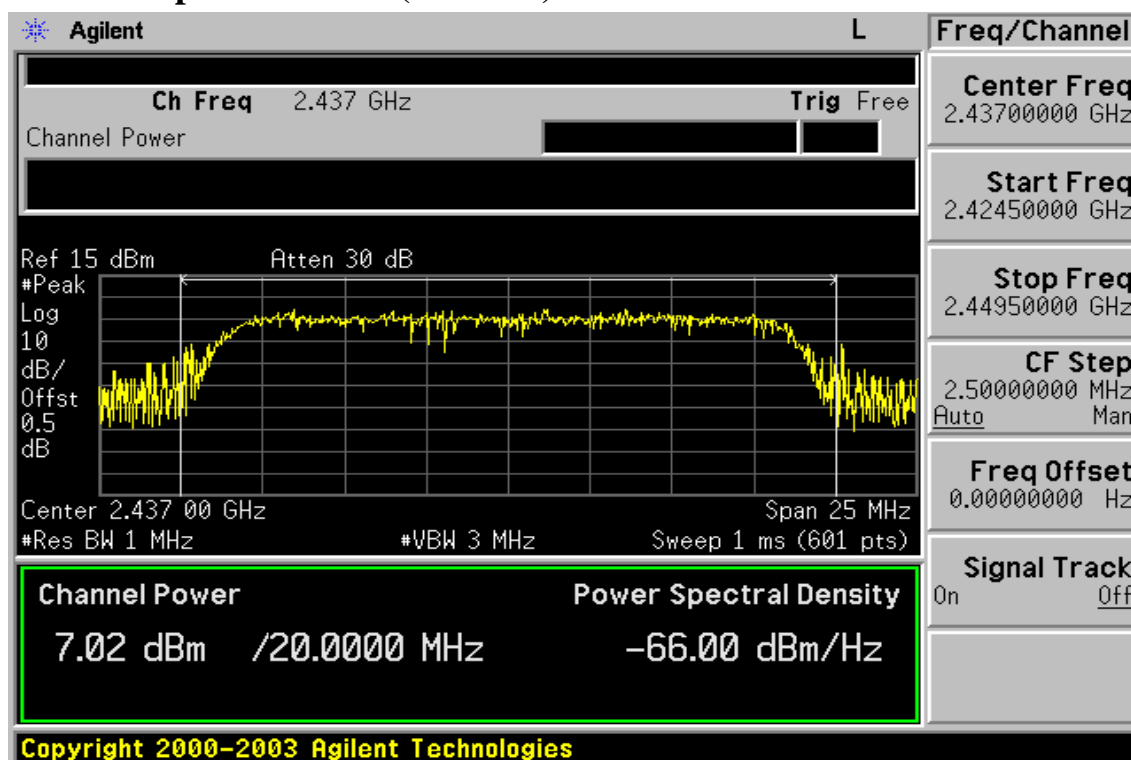 Agilent L Freq/Channel
Ch Freq 2.437 GHz Trig Free
Channel Power
Center Freq
2.43700000 GHz
Start Freq
2.42450000 GHz
Stop Freq
2.44950000 GHz
CF Step
2.50000000 MHz
Auto Man
Freq Offset
0.00000000 Hz
Signal Track
On Off
Ref 15 dBm Atten 30 dB
#Peak
Log
10
dB/
Offst
0.5
dB
Center 2.437 00 GHz Span 25 MHz
#Res BW 1 MHz #VBW 3 MHz Sweep 1 ms (601 pts)
Channel Power Power Spectral Density
7.02 dBm /20.0000 MHz -66.00 dBm/Hz
Copyright 2000-2003 Agilent Technologies